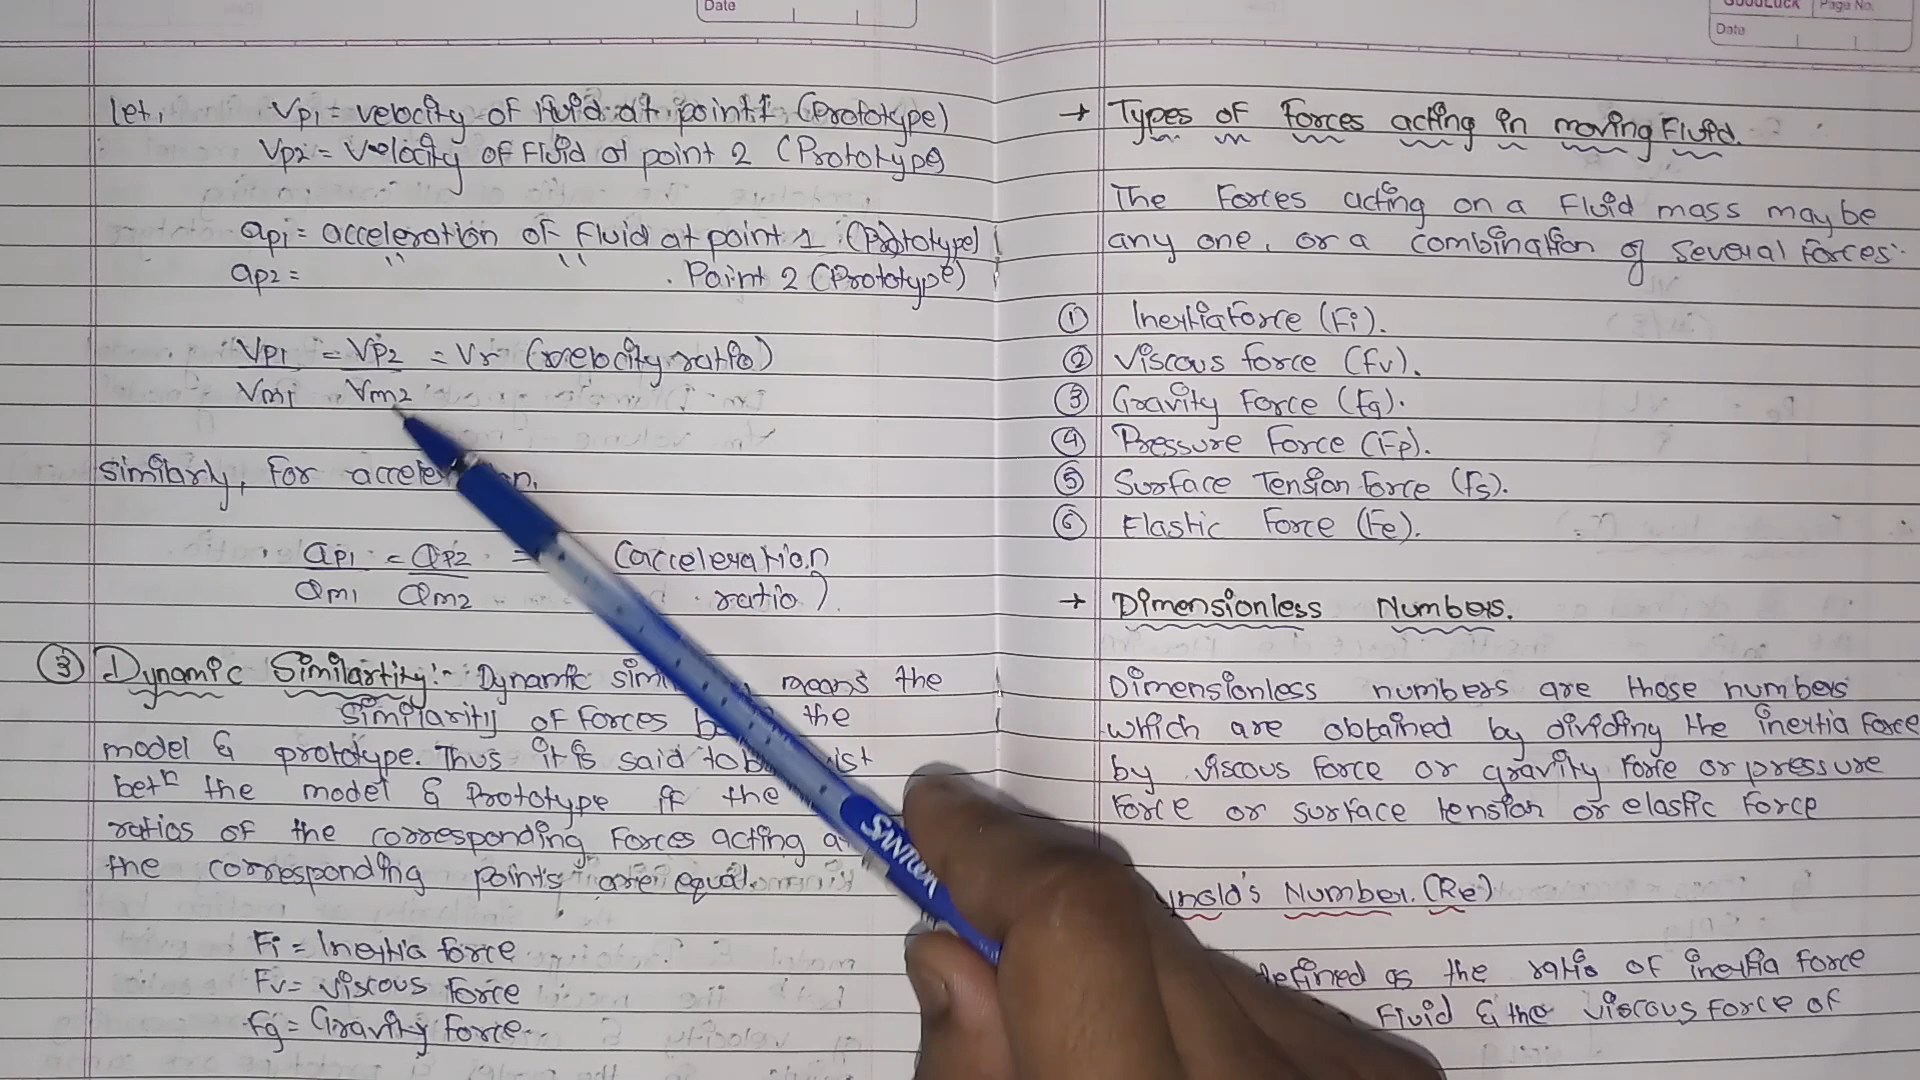 Date
let, Vp1 = velocity of fluid at point 1 (Prototype)
Vp2 = Velocity of Fluid at point 2 (Prototype)
ap1 = acceleration of Fluid at point 1 (Prototype)
ap2 = " " Point 2 (Prototype)
Vp1 = Vp2 = Vr (velocity ratio)
Vm1 Vm2
similarly, for
ap1 = ap2 = (acceleration
am1 am2 ratio)
③ Dynamic Similartity:- Dynamic means the
similarity of forces the
model & prototype. Thus it is said to
betⁿ the model & Prototype if the
ratios of the corresponding Forces acting
the corresponding points are equal.
Fi = Inertia force
Fv = viscous Force
Fg = Gravity Force
GOODLUCK Page No.
Date
→ Types of Forces acting in moving Fluid.
The Forces acting on a Fluid mass may be
any one, or a combination of several Forces:
① Inertia Force (Fi).
② Viscous force (Fv).
③ Gravity Force (Fg).
④ Pressure Force (Fp).
⑤ Surface Tension Force (Fs).
⑥ Elastic Force (Fe).
→ Dimensionless Numbers.
Dimensionless numbers are those numbers
which are obtained by dividing the inertia Force
by viscous force or gravity force or pressure
Force or surface tension or elastic Force
Number. (Re)
defined as the ratio of inertia force
Fluid & the viscous force of
SANTEEN